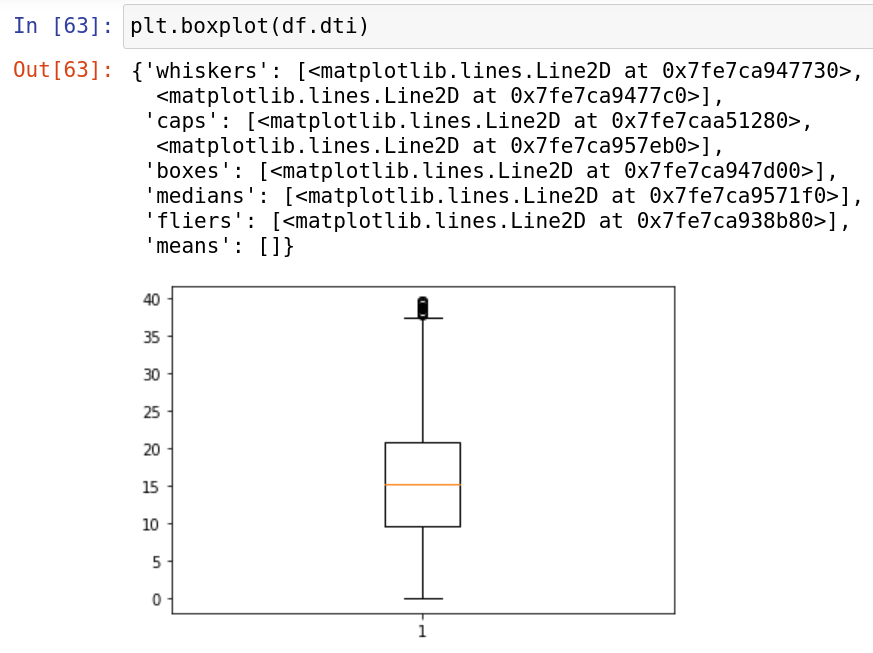 In [63]: plt.boxplot(df.dti)
Out[63]: {'whiskers': [<matplotlib.lines.Line2D at 0x7fe7ca947730>,
<matplotlib.lines.Line2D at 0x7fe7ca9477c0>],
'caps': [<matplotlib.lines.Line2D at 0x7fe7caa51280>,
<matplotlib.lines.Line2D at 0x7fe7ca957eb0>],
'boxes': [<matplotlib.lines.Line2D at 0x7fe7ca947d00>],
'medians': [<matplotlib.lines.Line2D at 0x7fe7ca9571f0>],
'fliers': [<matplotlib.lines.Line2D at 0x7fe7ca938b80>],
'means': []}
40
35
30
25
20
15
10
5
0
1